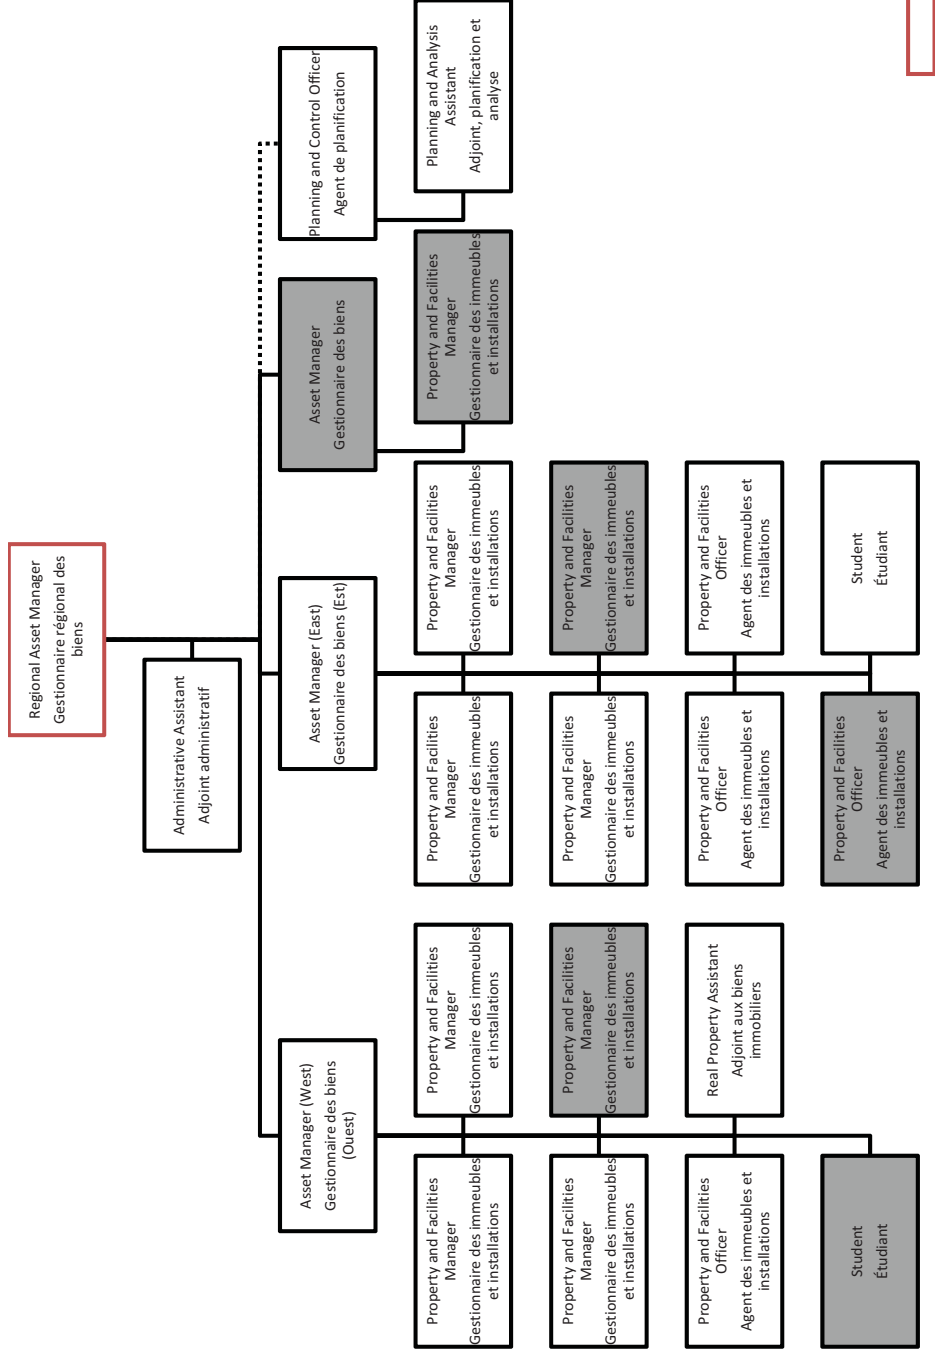 Regional Asset Manager
Gestionnaire régional des
biens
Administrative Assistant
Adjoint administratif
Asset Manager (West)
Gestionnaire des biens
(Ouest)
Asset Manager (East)
Gestionnaire des biens (Est)
Asset Manager
Gestionnaire des biens
Planning and Control Officer
Agent de planification
Property and Facilities
Manager
Gestionnaire des immeubles
et installations
Property and Facilities
Manager
Gestionnaire des immeubles
et installations
Property and Facilities
Manager
Gestionnaire des immeubles
et installations
Property and Facilities
Manager
Gestionnaire des immeubles
et installations
Property and Facilities
Manager
Gestionnaire des immeubles
et installations
Planning and Analysis
Assistant
Adjoint, planification et
analyse
Property and Facilities
Manager
Gestionnaire des immeubles
et installations
Property and Facilities
Manager
Gestionnaire des immeubles
et installations
Property and Facilities
Manager
Gestionnaire des immeubles
et installations
Property and Facilities
Manager
Gestionnaire des immeubles
et installations
Property and Facilities
Officer
Agent des immeubles et
installations
Real Property Assistant
Adjoint aux biens
immobiliers
Property and Facilities
Officer
Agent des immeubles et
installations
Property and Facilities
Officer
Agent des immeubles et
installations
Student
Étudiant
Property and Facilities
Officer
Agent des immeubles et
installations
Student
Étudiant